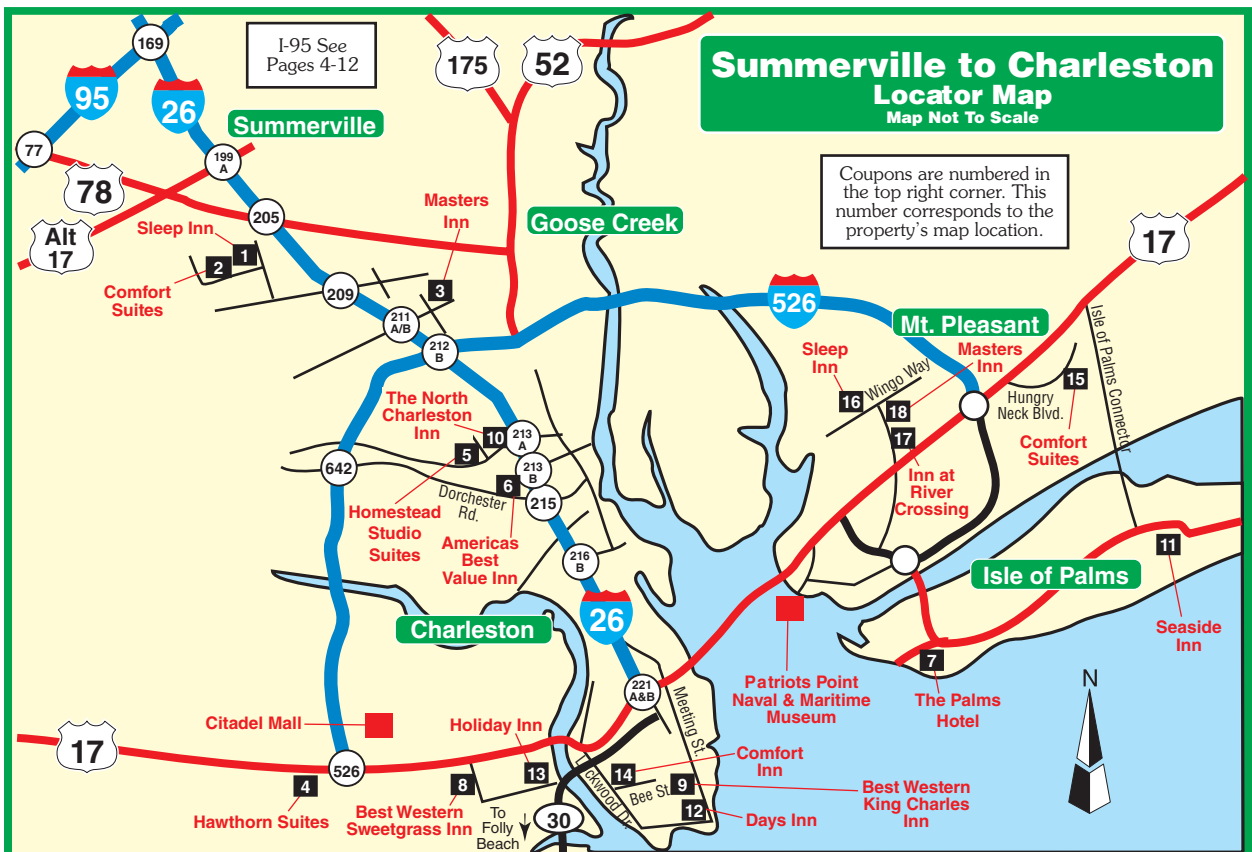 Summerville to Charleston
Locator Map
Map Not To Scale
I-95 See
Pages 4-12
Coupons are numbered in
the top right corner. This
number corresponds to the
property's map location.
169
175
52
95
26
Summerville
77
199
A
78
205
Alt
17
Sleep Inn
1
2
Comfort
Suites
Masters
Inn
3
Goose Creek
17
209
211
A/B
212
B
526
Mt. Pleasant
Isle of Palms Connector
Sleep
Inn
16
Wingo Way
Masters
Inn
18
15
Hungry
Neck Blvd.
Comfort
Suites
17
Inn at
River
Crossing
The North
Charleston
Inn
10
213
A
5
213
B
6
642
215
Dorchester
Rd.
Homestead
Studio
Suites
Americas
Best
Value Inn
216
B
26
Charleston
Isle of Palms
11
Seaside
Inn
7
The Palms
Hotel
Patriots Point
Naval & Maritime
Museum
N
221
A&B
Meeting St.
Citadel Mall
Holiday Inn
17
526
4
Hawthorn Suites
8
Best Western
Sweetgrass Inn
13
To
Folly
Beach
30
Lockwood Dr.
14
Bee St.
Comfort
Inn
9
Best Western
King Charles
Inn
12
Days Inn